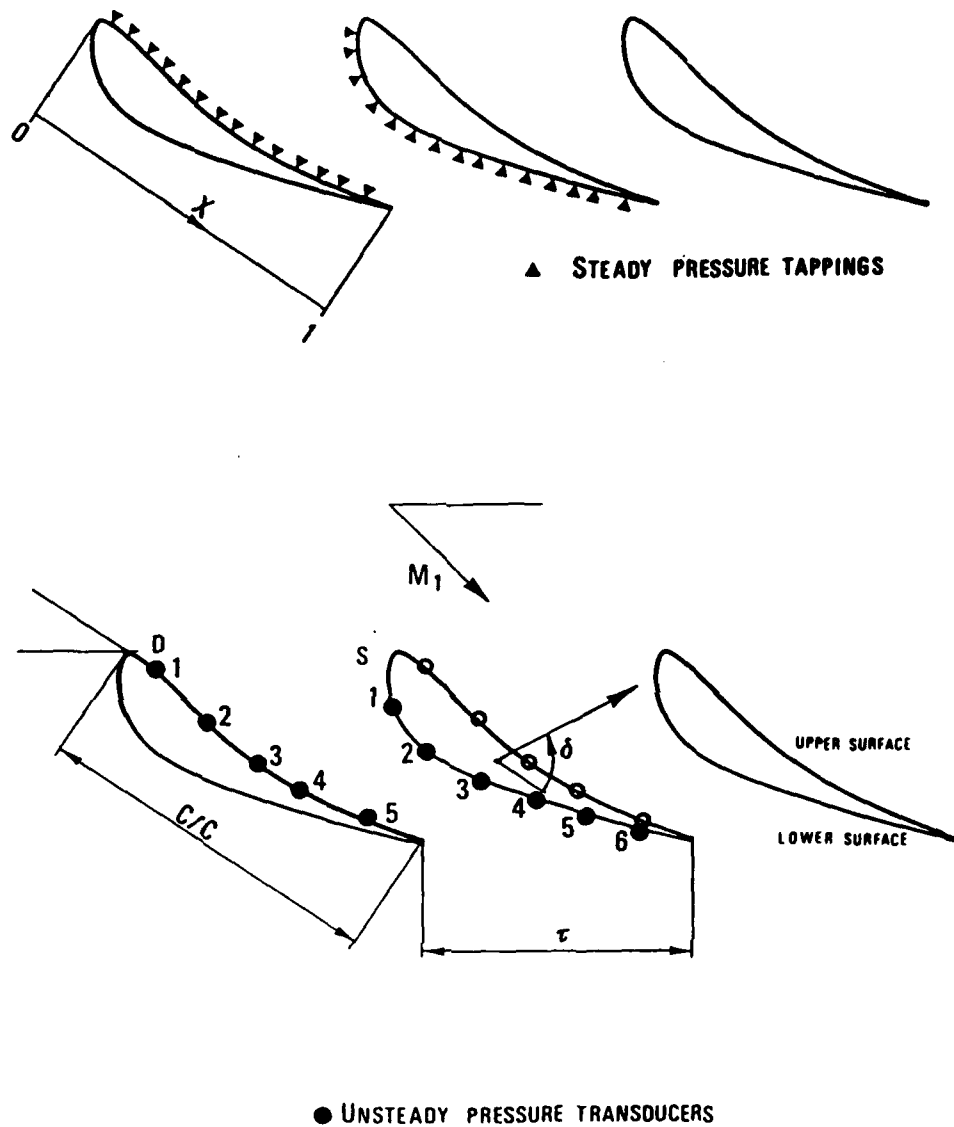 0
X
1
▲ STEADY PRESSURE TAPPINGS
M1
D
1
2
3
4
5
C/C
S
1
2
3
4
5
6
δ
τ
UPPER SURFACE
LOWER SURFACE
● UNSTEADY PRESSURE TRANSDUCERS